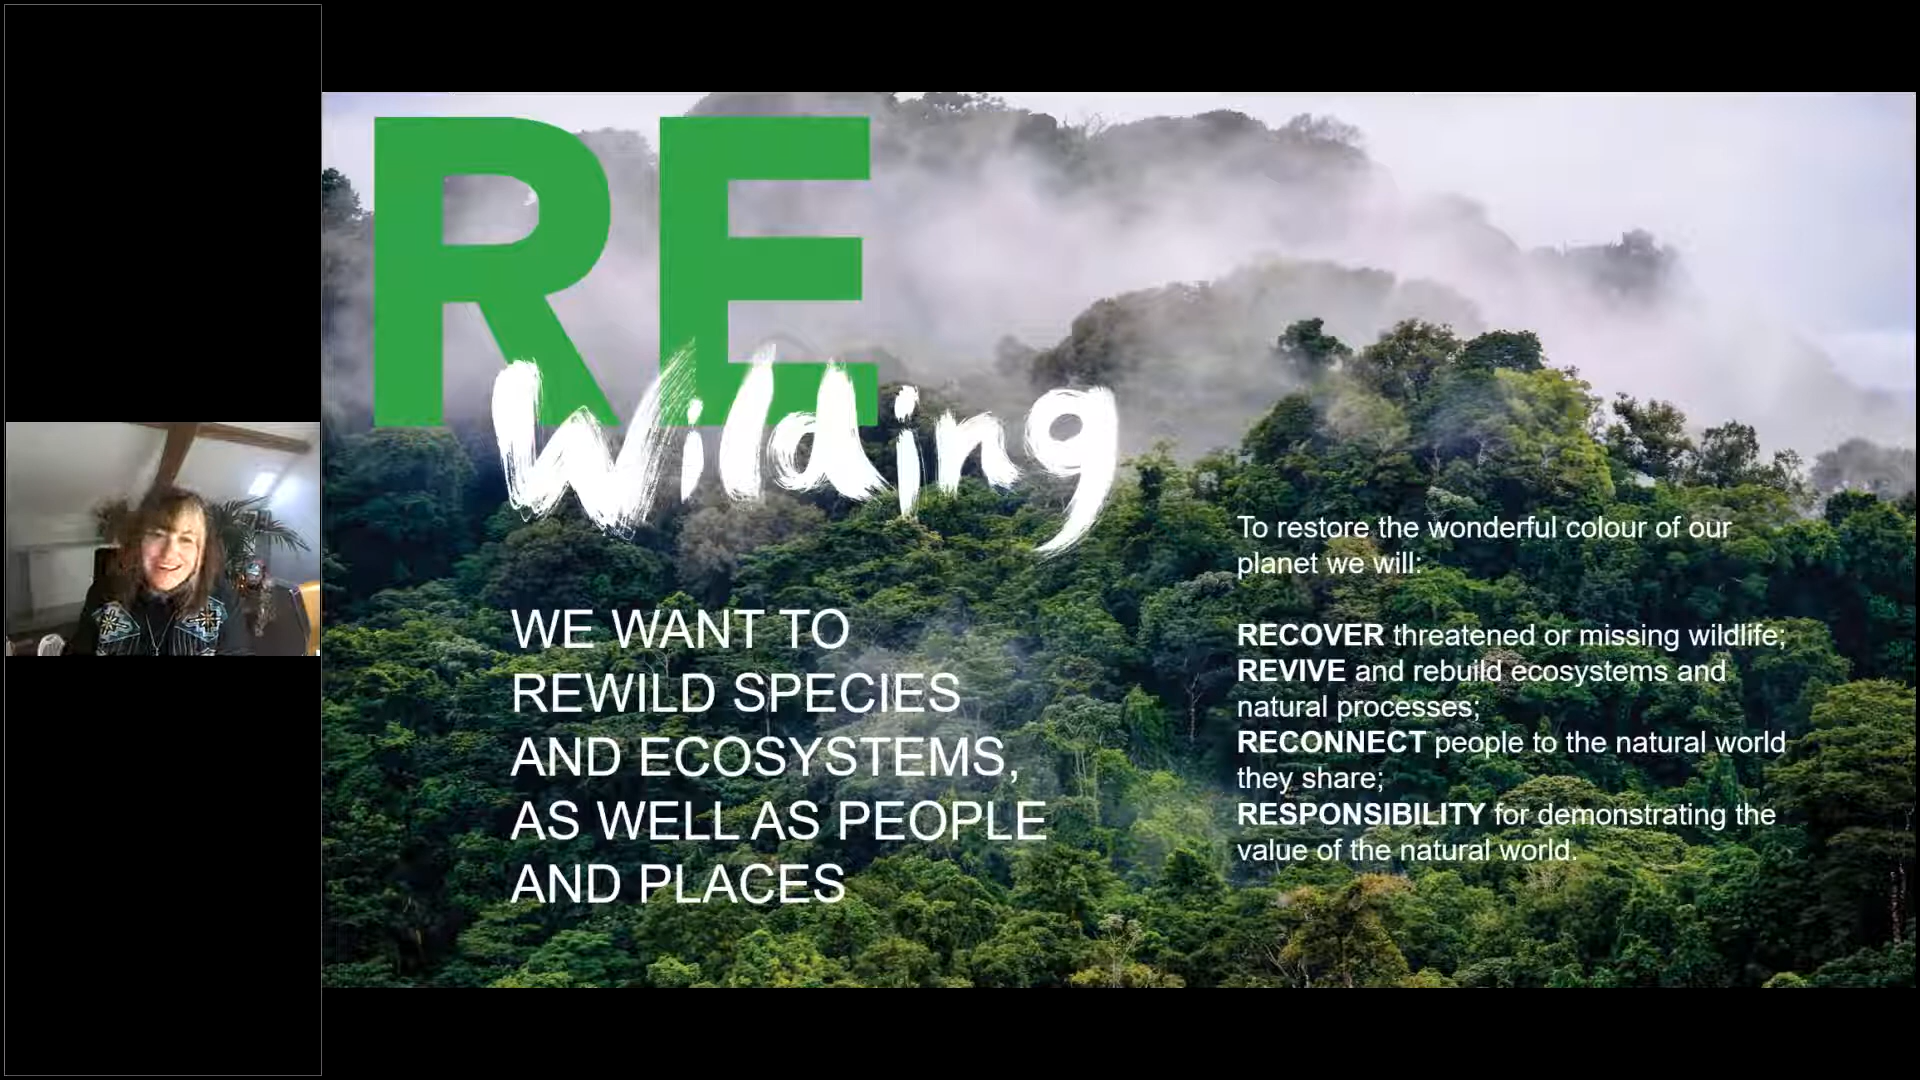 RE
Wilding
WE WANT TO
REWILD SPECIES
AND ECOSYSTEMS,
AS WELL AS PEOPLE
AND PLACES
To restore the wonderful colour of our
planet we will:
RECOVER threatened or missing wildlife;
REVIVE and rebuild ecosystems and
natural processes;
RECONNECT people to the natural world
they share;
RESPONSIBILITY for demonstrating the
value of the natural world.